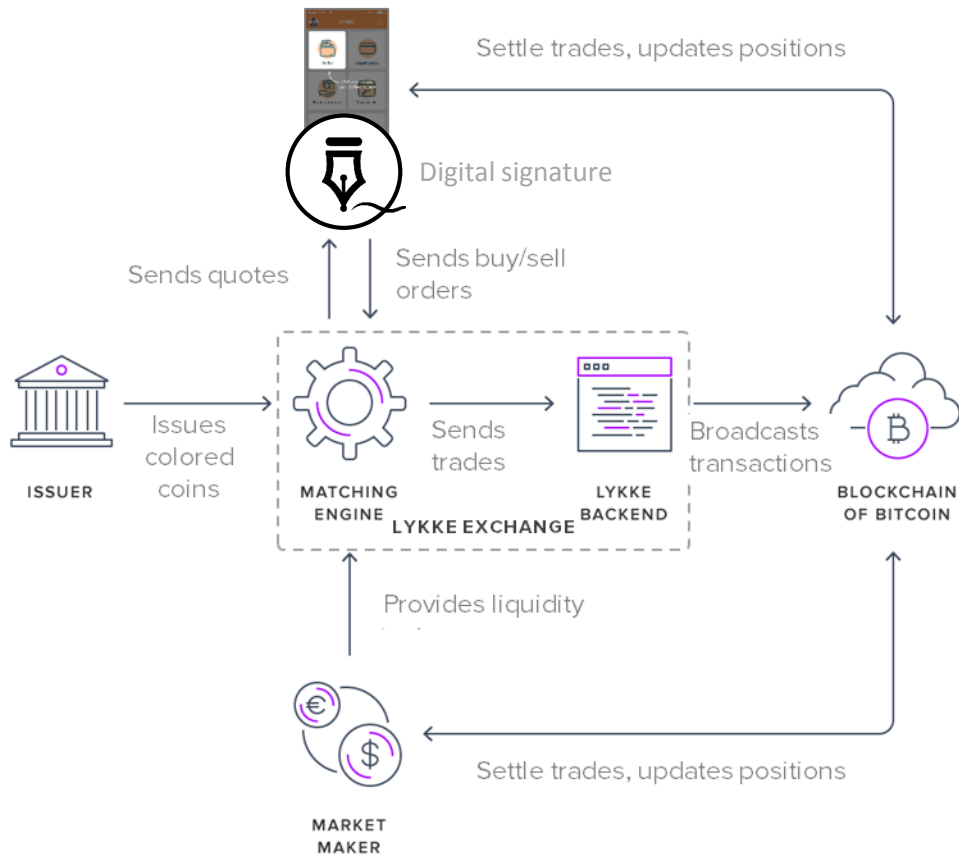 Settle trades, updates positions
Digital signature
Sends quotes
Sends buy/sell
orders
Issues
colored
coins
Sends
trades
Broadcasts
transactions
ISSUER
MATCHING
ENGINE
LYKKE
BACKEND
LYKKE EXCHANGE
BLOCKCHAIN
OF BITCOIN
Provides liquidity
€
$
Settle trades, updates positions
MARKET
MAKER